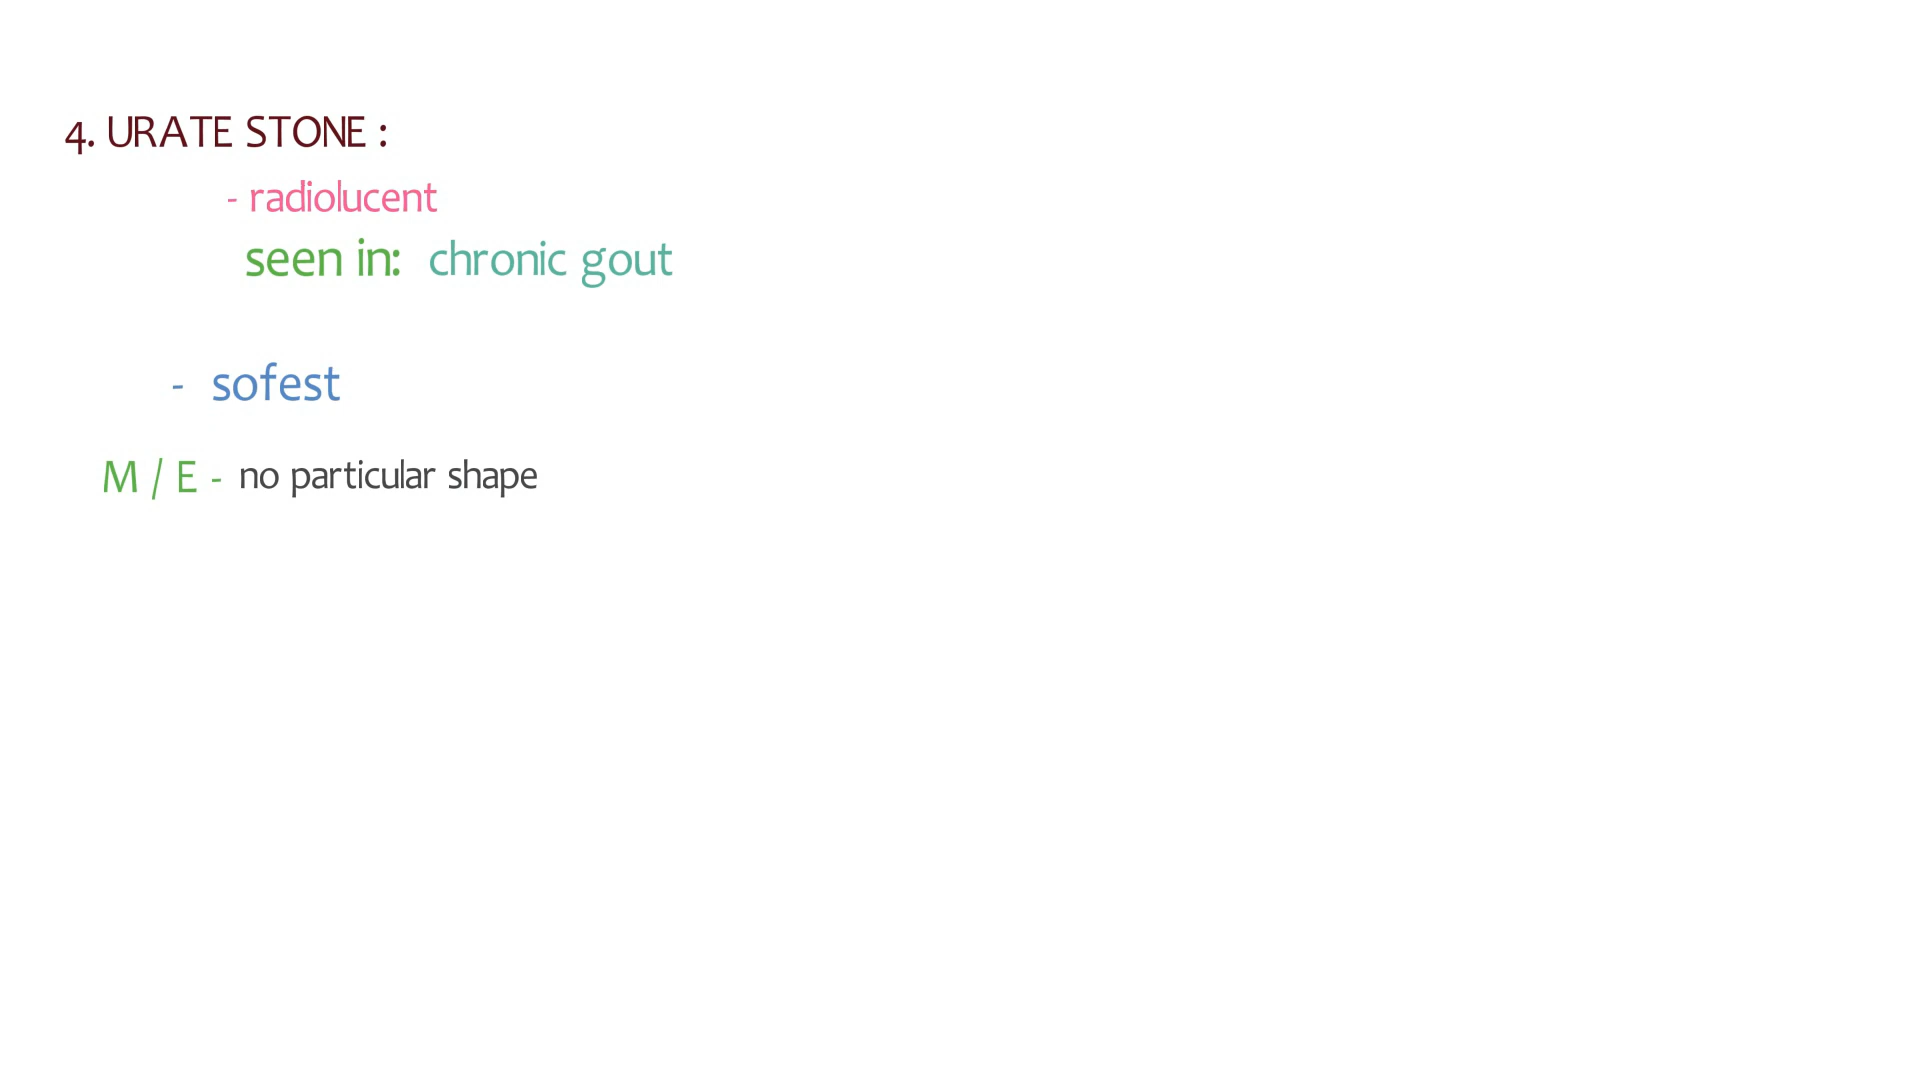 4. URATE STONE :
- radiolucent
seen in: chronic gout
- sofest
M / E - no particular shape